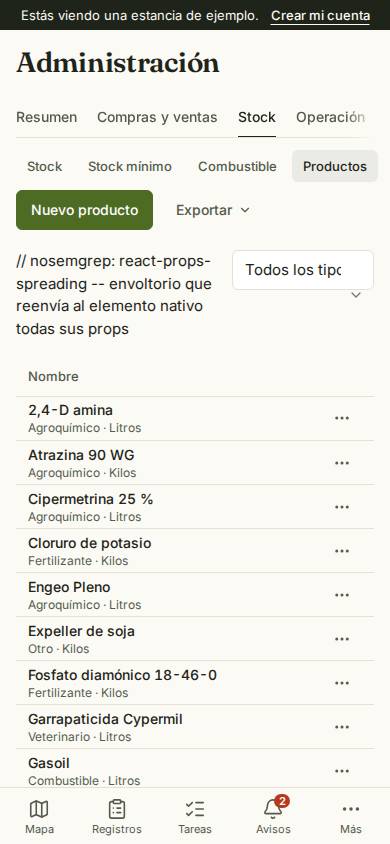 Estás viendo una estancia de ejemplo. Crear mi cuenta
Administración
Resumen Compras y ventas Stock Operación
Stock Stock mínimo Combustible Productos
Nuevo producto Exportar
// nosemgrep: react-props-
spreading -- envoltorio que
reenvía al elemento nativo
todas sus props
Todos los tipo
Nombre
2,4-D amina
Agroquímico · Litros
Atrazina 90 WG
Agroquímico · Kilos
Cipermetrina 25 %
Agroquímico · Litros
Cloruro de potasio
Fertilizante · Kilos
Engeo Pleno
Agroquímico · Litros
Expeller de soja
Otro · Kilos
Fosfato diamónico 18-46-0
Fertilizante · Kilos
Garrapaticida Cypermil
Veterinario · Litros
Gasoil
Combustible · Litros
2
Mapa Registros Tareas Avisos Más